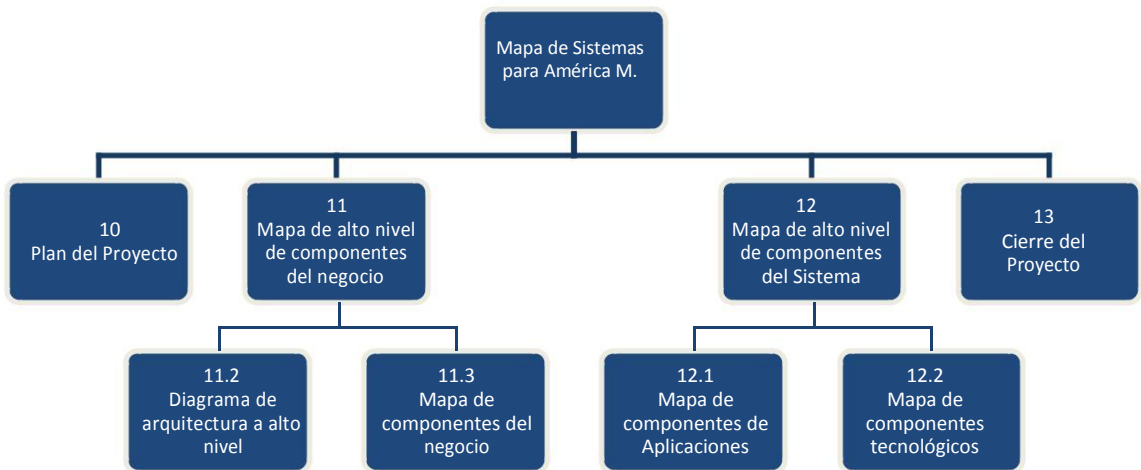 Mapa de Sistemas
para América M.
10
Plan del Proyecto
11
Mapa de alto nivel
de componentes
del negocio
12
Mapa de alto nivel
de componentes
del Sistema
13
Cierre del
Proyecto
11.2
Diagrama de
arquitectura a alto
nivel
11.3
Mapa de
componentes del
negocio
12.1
Mapa de
componentes de
Aplicaciones
12.2
Mapa de
componentes
tecnológicos